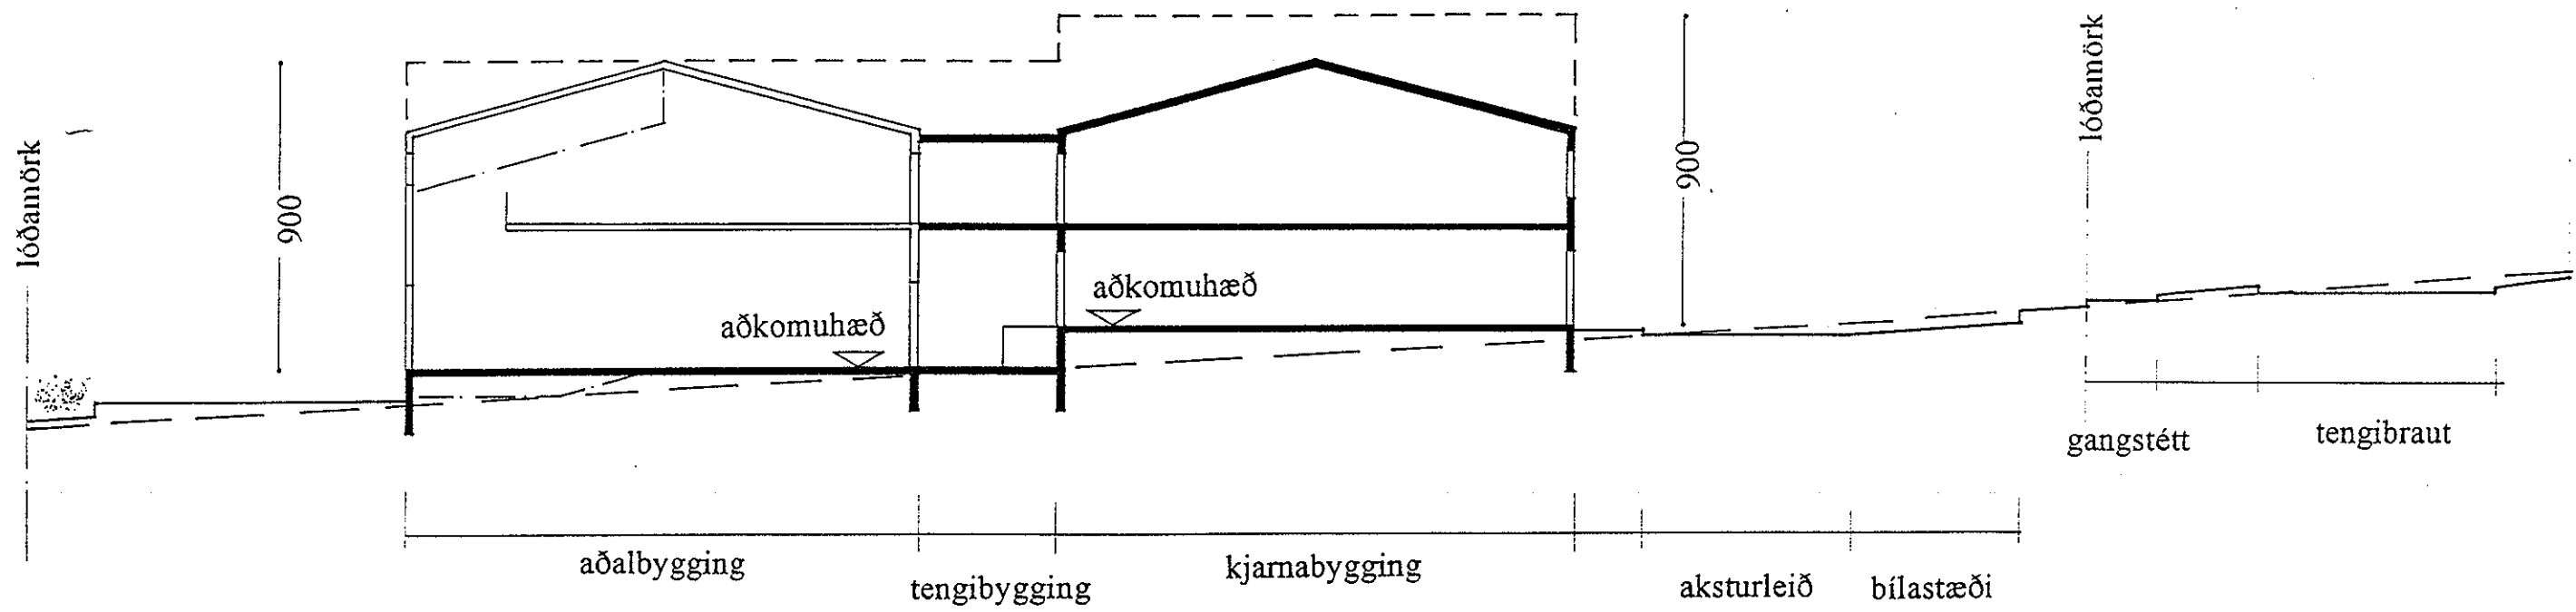 lóðamörk
900
aðkomuhæð
aðkomuhæð
900
lóðamörk
gangstétt
tengibraut
aðalbygging
tengibygging
kjarnabygging
aksturleið
bílastæði